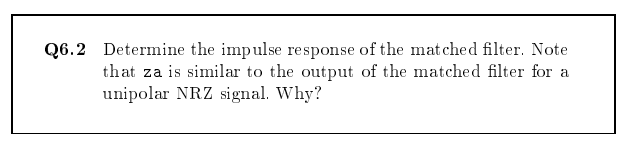 Q6.2 Determine the impulse response of the matched filter. Note
that za is similar to the output of the matched filter for a
unipolar NRZ signal. Why?